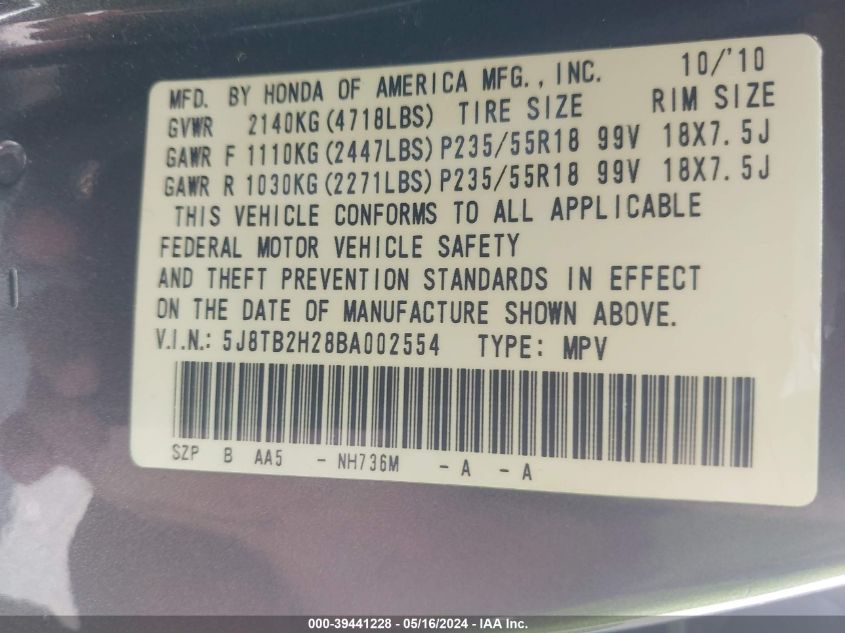 MFD. BY HONDA OF AMERICA MFG., INC. 10/'10
GVWR 2140KG(4718LBS) TIRE SIZE RIM SIZE
GAWR F 1110KG(2447LBS) P235/55R18 99V 18X7.5J
GAWR R 1030KG(2271LBS) P235/55R18 99V 18X7.5J
THIS VEHICLE CONFORMS TO ALL APPLICABLE
FEDERAL MOTOR VEHICLE SAFETY
AND THEFT PREVENTION STANDARDS IN EFFECT
ON THE DATE OF MANUFACTURE SHOWN ABOVE.
V.I.N.: 5J8TB2H28BA002554 TYPE: MPV
SZP B AA5 - NH736M - A - A
000-39441228 - 05/16/2024 - IAA Inc.